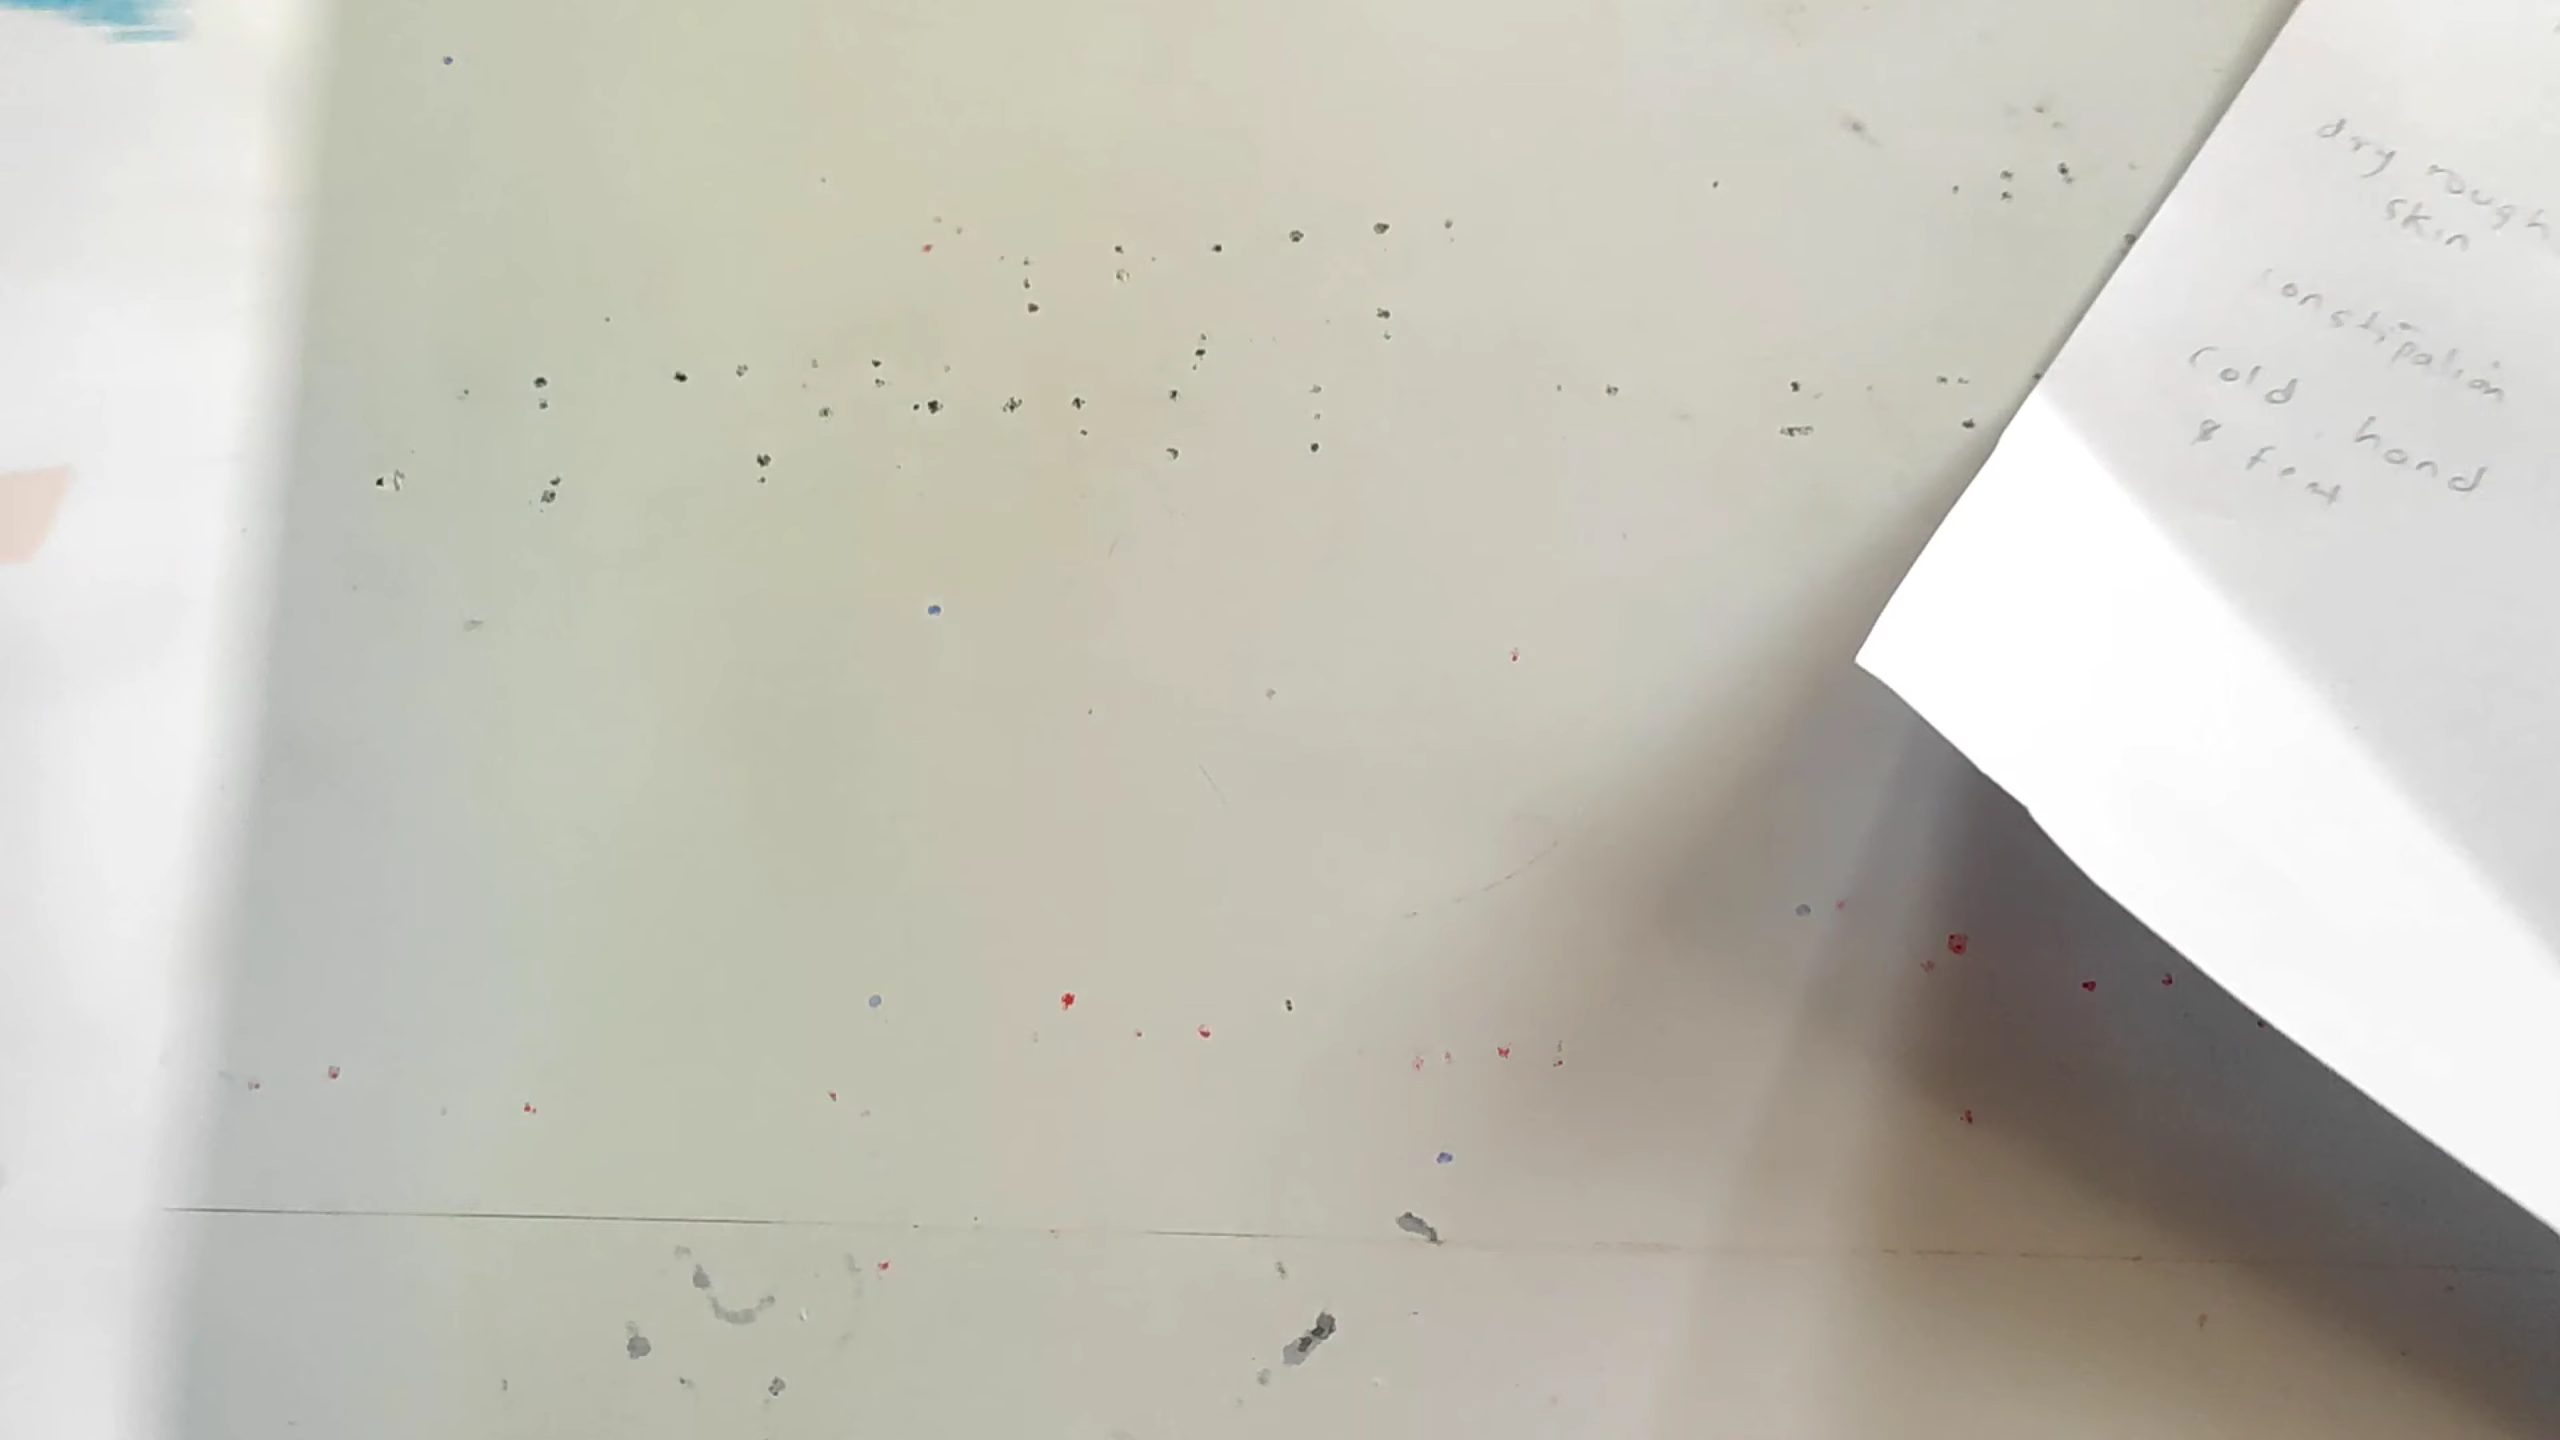 dry rough
skin
constipation
cold hand
& feet